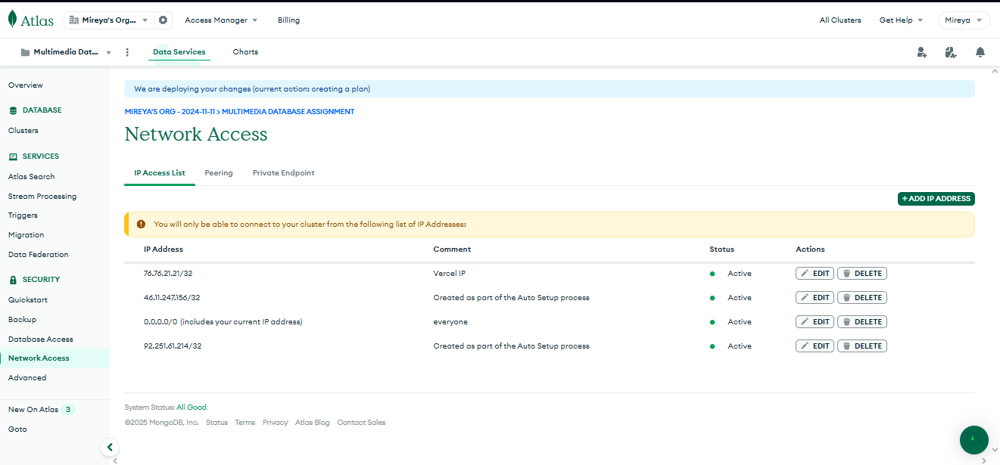 Atlas Mireya's Org... Access Manager Billing All Clusters Get Help Mireya
Multimedia Dat... Data Services Charts
Overview
DATABASE
Clusters
SERVICES
Atlas Search
Stream Processing
Triggers
Migration
Data Federation
SECURITY
Quickstart
Backup
Database Access
Network Access
Advanced
New On Atlas 3
Goto
We are deploying your changes (current action: creating a plan)
MIREYA'S ORG - 2024-11-11 > MULTIMEDIA DATABASE ASSIGNMENT
Network Access
IP Access List Peering Private Endpoint
+ ADD IP ADDRESS
You will only be able to connect to your cluster from the following list of IP Addresses:
IP Address Comment Status Actions
76.76.21.21/32 Vercel IP Active EDIT DELETE
46.11.247.156/32 Created as part of the Auto Setup process Active EDIT DELETE
0.0.0.0/0 (includes your current IP address) everyone Active EDIT DELETE
92.251.61.214/32 Created as part of the Auto Setup process Active EDIT DELETE
System Status: All Good
©2025 MongoDB, Inc. Status Terms Privacy Atlas Blog Contact Sales